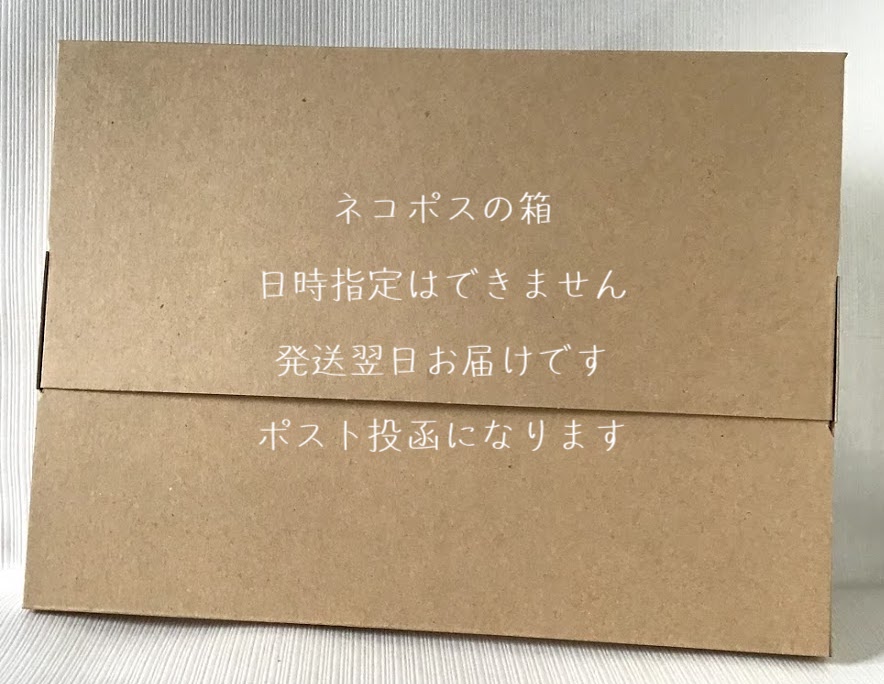 ネコポスの箱
日時指定はできません
発送翌日お届けです
ポスト投函になります